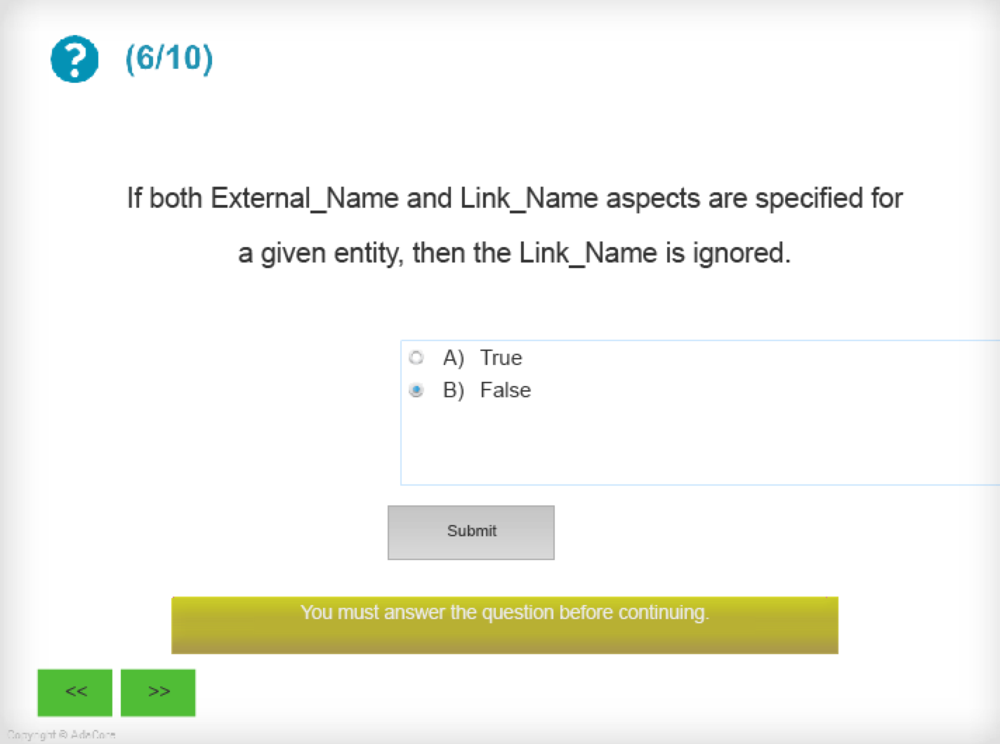 ?
(6/10)
If both External_Name and Link_Name aspects are specified for
a given entity, then the Link_Name is ignored.
A) True
B) False
Submit
You must answer the question before continuing.
<< >>
Copyright © AdaCore